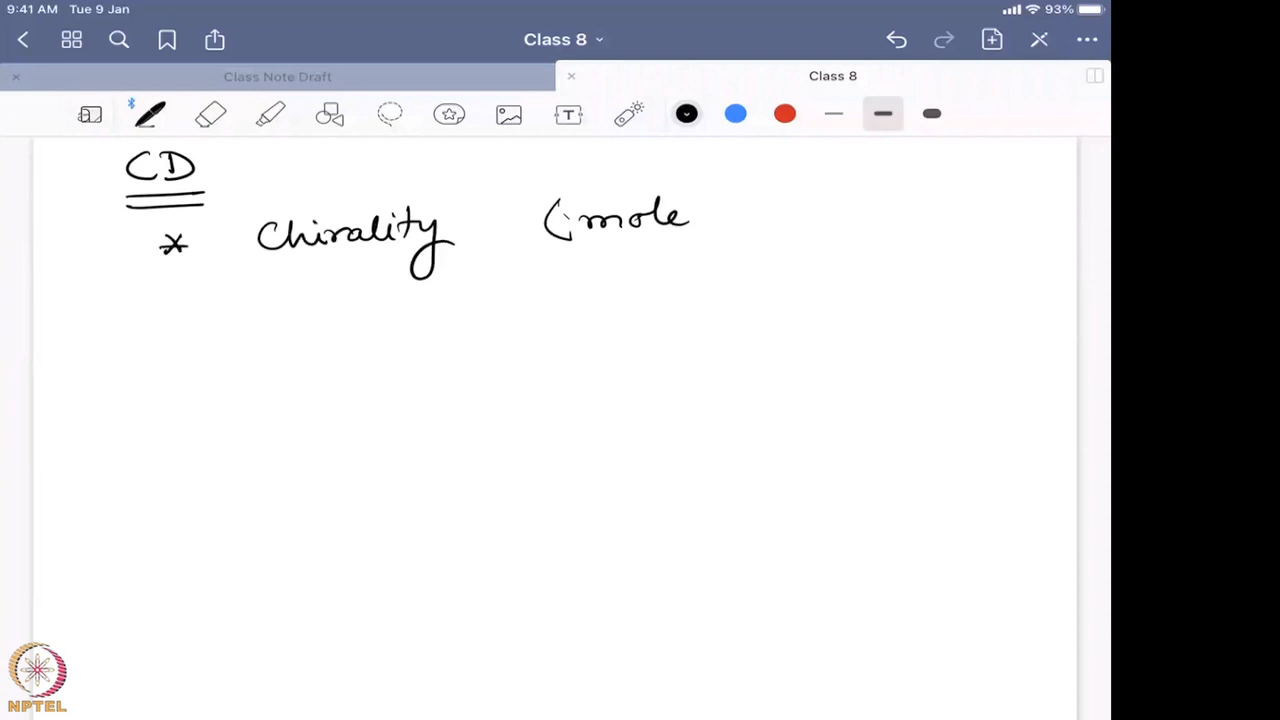 9:41 AM Tue 9 Jan 93%
Class 8
Class Note Draft Class 8
CD
* Chirality (mole
NPTEL